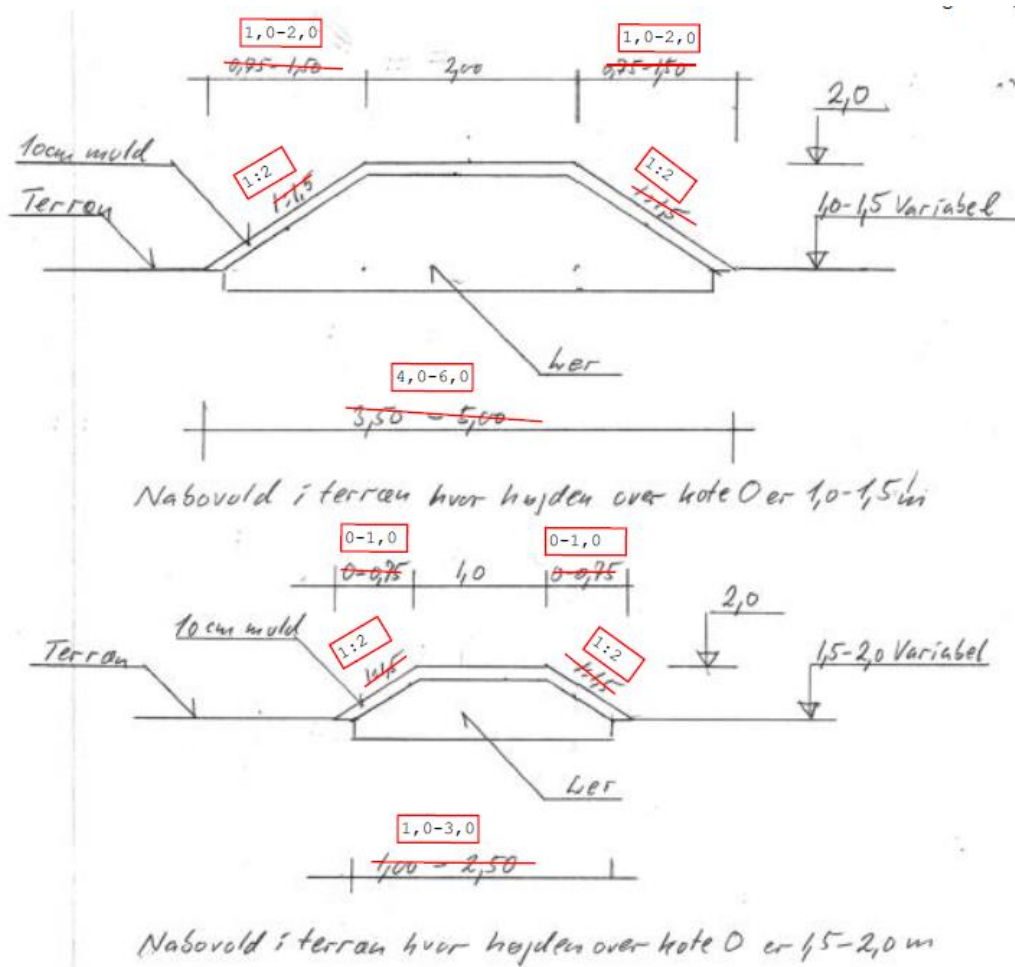 1,0-2,0 1,0-2,0
0,75-1,50 2,00 0,75-1,50
2,0
10cm muld 1:2 1:2
1:1,5 1:1,5
Terræn 1,0-1,5 Variabel
Ler
4,0-6,0
3,50 - 5,00
Nabovold i terræn hvor højden over kote 0 er 1,0-1,5 m
0-1,0 0-1,0
0-0,75 1,0 0-0,75
2,0
10 cm muld 1:2 1:2
Terræn 1:1,5 1:1,5 1,5-2,0 Variabel
Ler
1,0-3,0
1,00 - 2,50
Nabovold i terræn hvor højden over kote 0 er 1,5-2,0 m